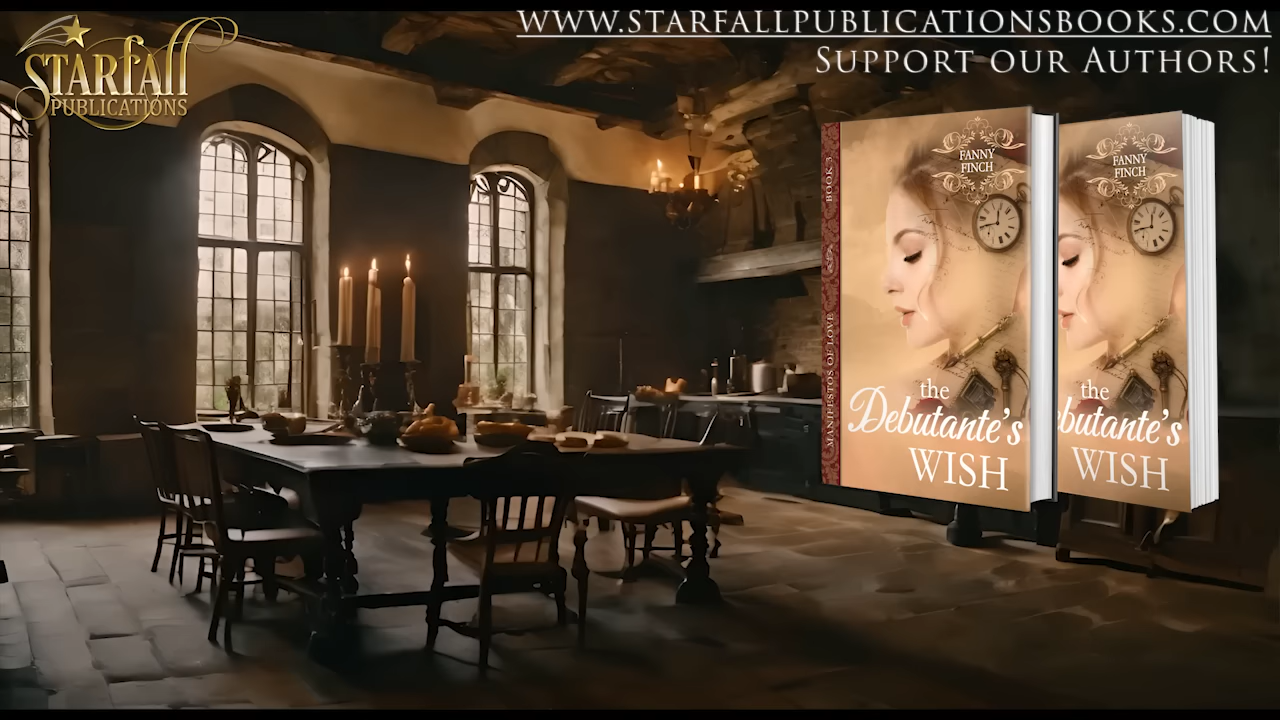 STARfall
PUBLICATIONS
WWW.STARFALLPUBLICATIONSBOOKS.COM
SUPPORT OUR AUTHORS!
BOOK 3
MANIFESTOS OF LOVE
FANNY
FINCH
the
Debutante's
WISH
FANNY
FINCH
the
ebutante's
WISH